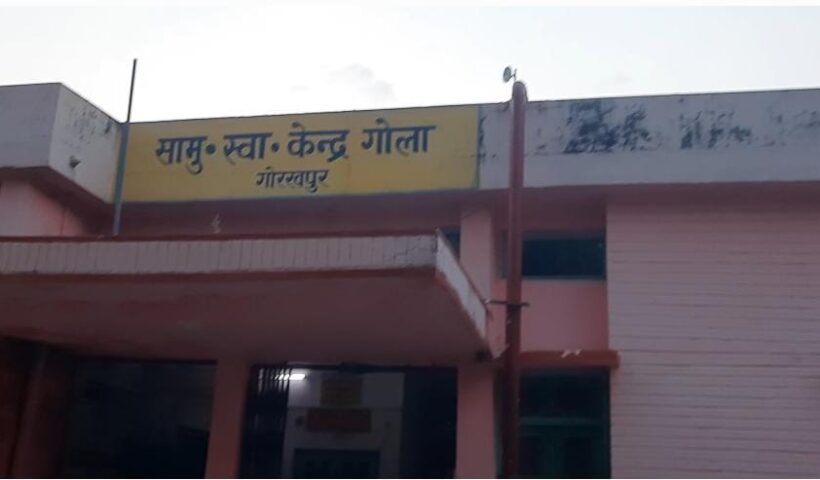 सामु॰ स्वा॰ केन्द्र गोला
गोरखपुर